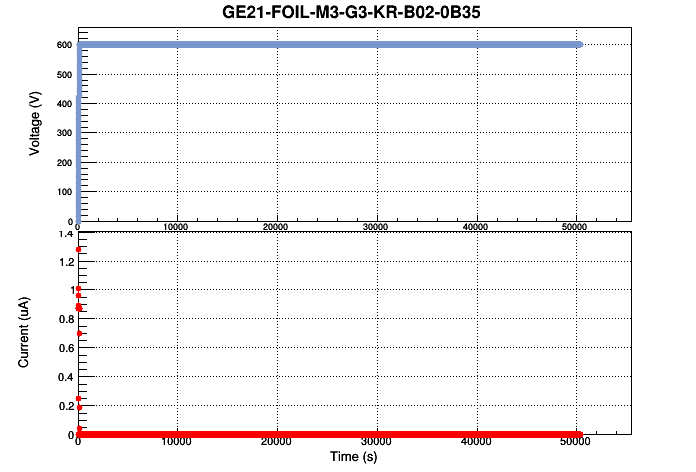 GE21-FOIL-M3-G3-KR-B02-0B35
Voltage (V)
600
500
400
300
200
100
0
0 10000 20000 30000 40000 50000
Current (uA)
1.4
1.2
1
0.8
0.6
0.4
0.2
0
0 10000 20000 30000 40000 50000
Time (s)